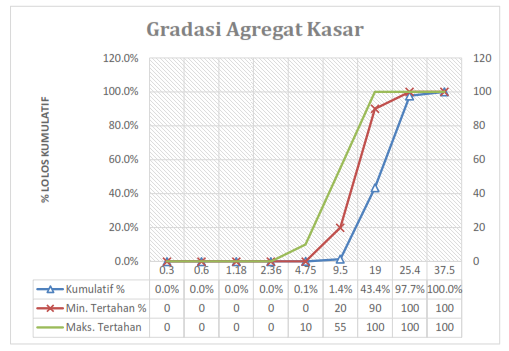 Gradasi Agregat Kasar
% LOLOS KUMULATIF
120.0% 120
100.0% 100
80.0% 80
60.0% 60
40.0% 40
20.0% 20
0.0% 0
0.3 0.6 1.18 2.36 4.75 9.5 19 25.4 37.5
Kumulatif % 0.0% 0.0% 0.0% 0.0% 0.1% 1.4% 43.4% 97.7% 100.0%
Min. Tertahan % 0 0 0 0 0 20 90 100 100
Maks. Tertahan 0 0 0 0 10 55 100 100 100